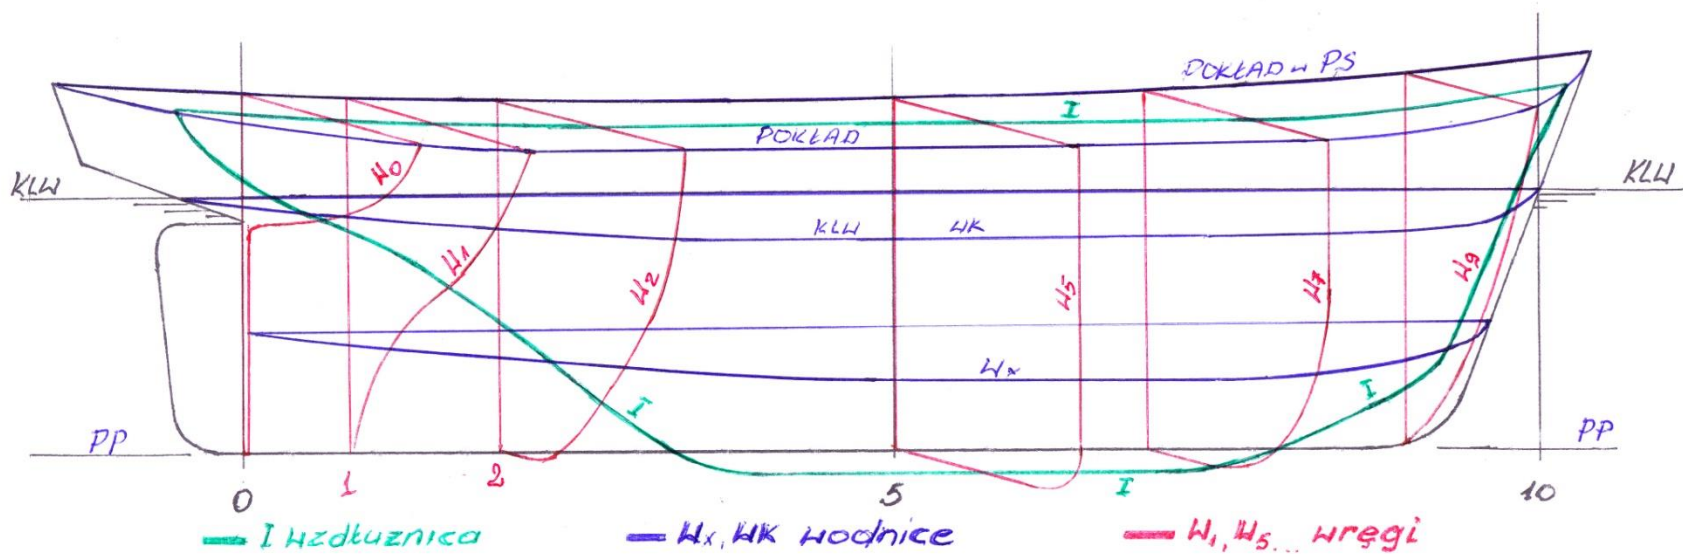 POKŁAD W PS
I
POKŁAD
W0
KLW
KLW
KLW WK
W1
W2
W5
W7
W9
Wx
I
I
PP
PP
1
2
I
0
5
10
I wzdłużnica
Wx, WK wodnice
W1, W5... wręgi